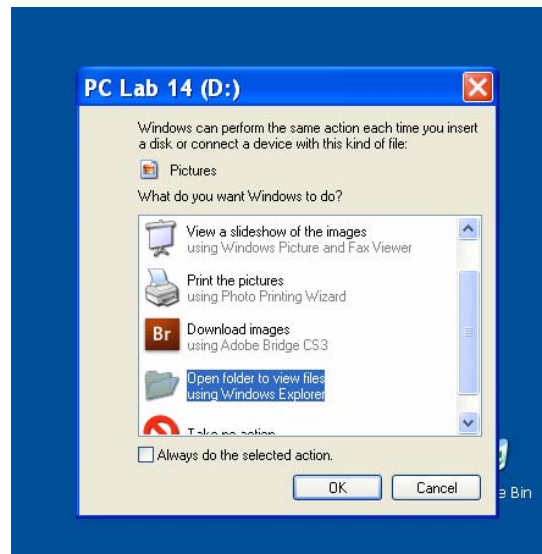 PC Lab 14 (D:)
Windows can perform the same action each time you insert
a disk or connect a device with this kind of file:
Pictures
What do you want Windows to do?
View a slideshow of the images
using Windows Picture and Fax Viewer
Print the pictures
using Photo Printing Wizard
Br
Download images
using Adobe Bridge CS3
Open folder to view files
using Windows Explorer
Take no action
Always do the selected action.
OK
Cancel
e Bin